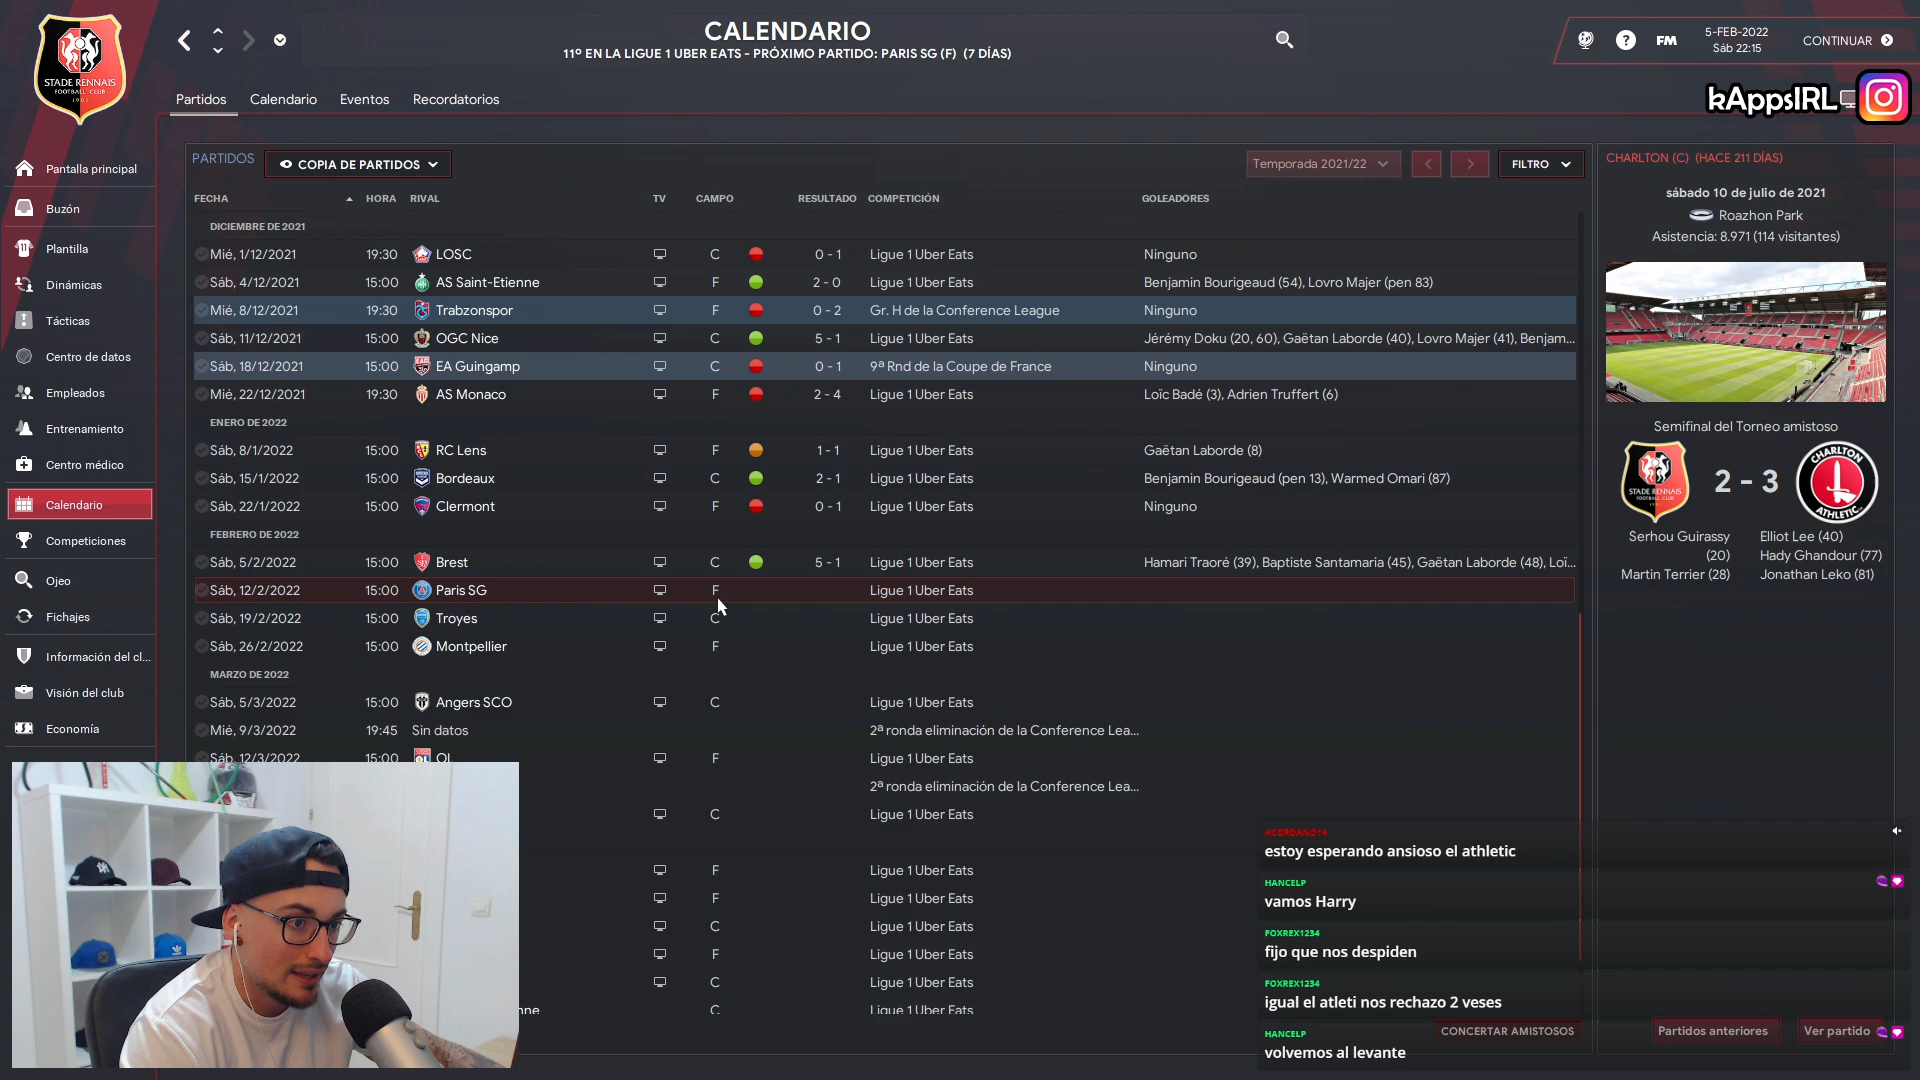 CALENDARIO
11º EN LA LIGUE 1 UBER EATS - PRÓXIMO PARTIDO: PARIS SG (F) (7 DÍAS)
FM
5-FEB-2022
Sáb 22:15
CONTINUAR
kAppsIRL
STADE RENNAIS
FOOTBALL CLUB
1901
Partidos Calendario Eventos Recordatorios
Pantalla principal
Buzón
Plantilla
Dinámicas
Tácticas
Centro de datos
Empleados
Entrenamiento
Centro médico
Calendario
Competiciones
Ojeo
Fichajes
Información del cl...
Visión del club
Economía
PARTIDOS COPIA DE PARTIDOS Temporada 2021/22 FILTRO
FECHA HORA RIVAL TV CAMPO RESULTADO COMPETICIÓN GOLEADORES
DICIEMBRE DE 2021
Mié, 1/12/2021 19:30 LOSC C 0 - 1 Ligue 1 Uber Eats Ninguno
Sáb, 4/12/2021 15:00 AS Saint-Etienne F 2 - 0 Ligue 1 Uber Eats Benjamin Bourigeaud (54), Lovro Majer (pen 83)
Mié, 8/12/2021 19:30 Trabzonspor F 0 - 2 Gr. H de la Conference League Ninguno
Sáb, 11/12/2021 15:00 OGC Nice C 5 - 1 Ligue 1 Uber Eats Jérémy Doku (20, 60), Gaëtan Laborde (40), Lovro Majer (41), Benjam...
Sáb, 18/12/2021 15:00 EA Guingamp C 0 - 1 9ª Rnd de la Coupe de France Ninguno
Mié, 22/12/2021 19:30 AS Monaco F 2 - 4 Ligue 1 Uber Eats Loïc Badé (3), Adrien Truffert (6)
ENERO DE 2022
Sáb, 8/1/2022 15:00 RC Lens F 1 - 1 Ligue 1 Uber Eats Gaëtan Laborde (8)
Sáb, 15/1/2022 15:00 Bordeaux C 2 - 1 Ligue 1 Uber Eats Benjamin Bourigeaud (pen 13), Warmed Omari (87)
Sáb, 22/1/2022 15:00 Clermont F 0 - 1 Ligue 1 Uber Eats Ninguno
FEBRERO DE 2022
Sáb, 5/2/2022 15:00 Brest C 5 - 1 Ligue 1 Uber Eats Hamari Traoré (39), Baptiste Santamaria (45), Gaëtan Laborde (48), Loï...
Sáb, 12/2/2022 15:00 Paris SG F Ligue 1 Uber Eats
Sáb, 19/2/2022 15:00 Troyes C Ligue 1 Uber Eats
Sáb, 26/2/2022 15:00 Montpellier F Ligue 1 Uber Eats
MARZO DE 2022
Sáb, 5/3/2022 15:00 Angers SCO C Ligue 1 Uber Eats
Mié, 9/3/2022 19:45 Sin datos 2ª ronda eliminación de la Conference Lea...
Sáb, 12/3/2022 15:00 OL F Ligue 1 Uber Eats
2ª ronda eliminación de la Conference Lea...
C Ligue 1 Uber Eats
F Ligue 1 Uber Eats
F Ligue 1 Uber Eats
C Ligue 1 Uber Eats
F Ligue 1 Uber Eats
C Ligue 1 Uber Eats
nne C Ligue 1 Uber Eats
CHARLTON (C) (HACE 211 DÍAS)
sábado 10 de julio de 2021
Roazhon Park
Asistencia: 8.971 (114 visitantes)
Semifinal del Torneo amistoso
STADE RENNAIS
2 - 3
CHARLTON
ATHLETIC
Serhou Guirassy
(20)
Martin Terrier (28)
Elliot Lee (40)
Hady Ghandour (77)
Jonathan Leko (81)
estoy esperando ansioso el athletic
HANCELP
vamos Harry
FOXREX1234
fijo que nos despiden
FOXREX1234
igual el atleti nos rechazo 2 veses
HANCELP
volvemos al levante
CONCERTAR AMISTOSOS
Partidos anteriores
Ver partido